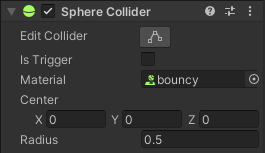 Sphere Collider
Edit Collider
Is Trigger
Material bouncy
Center
X 0 Y 0 Z 0
Radius 0.5